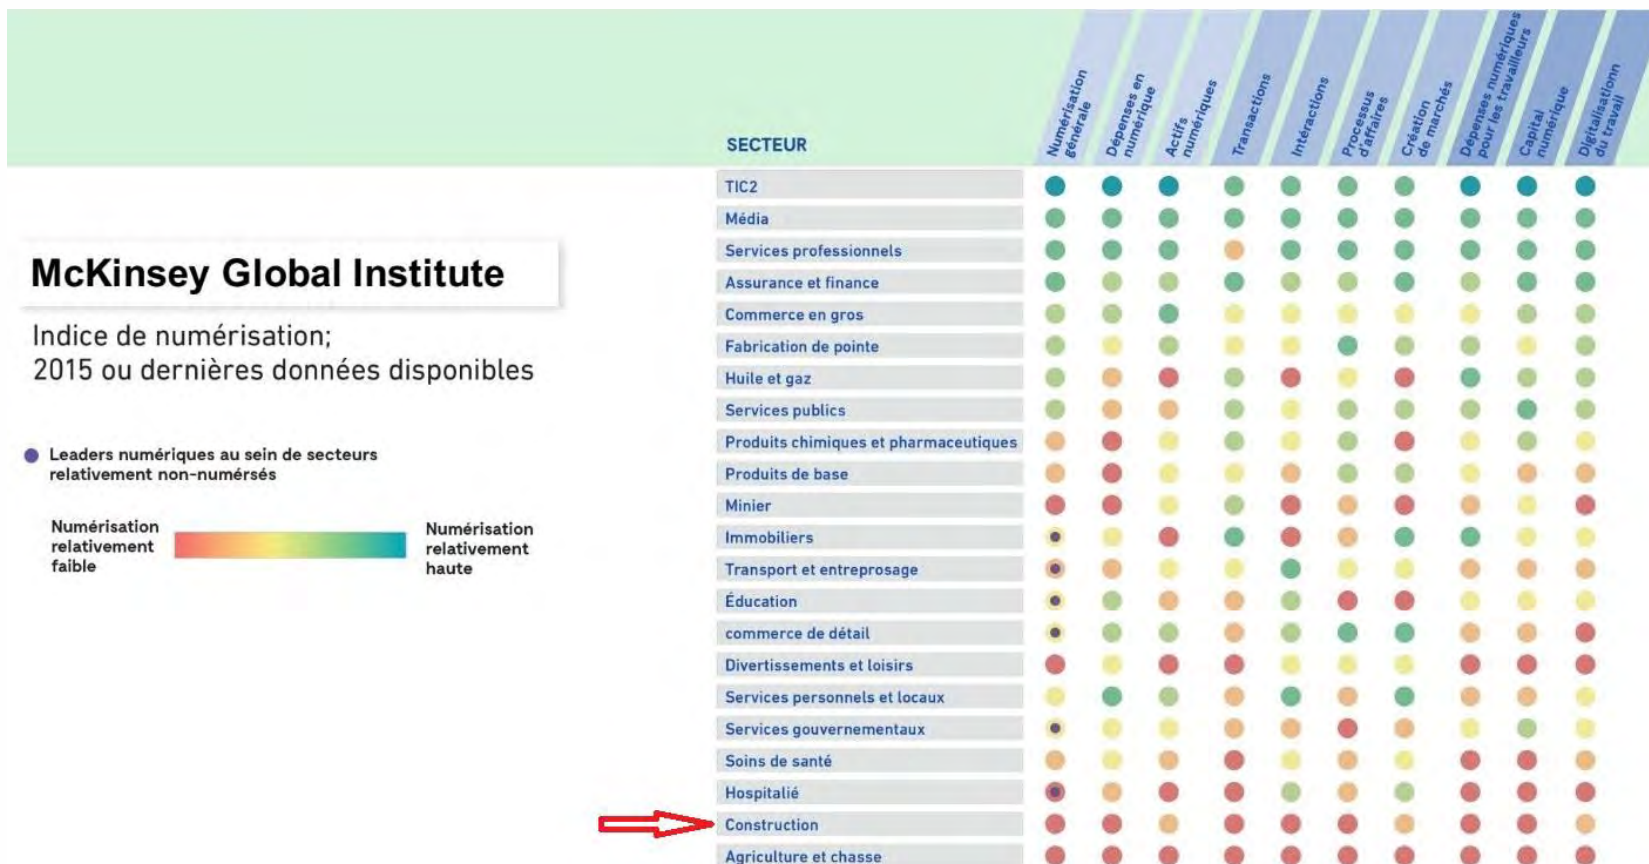 Numérisation
générale
Dépenses en
numérique
Actifs
numériques
Transactions
Intéractions
Processus
d'affaires
Création
de marchés
Dépenses numériques
pour les travailleurs
Capital
numérique
Digitalisationn
du travail
SECTEUR
TIC2
Média
Services professionnels
Assurance et finance
Commerce en gros
Fabrication de pointe
Huile et gaz
Services publics
Produits chimiques et pharmaceutiques
Produits de base
Minier
Immobiliers
Transport et entreprosage
Éducation
commerce de détail
Divertissements et loisirs
Services personnels et locaux
Services gouvernementaux
Soins de santé
Hospitalié
Construction
Agriculture et chasse
McKinsey Global Institute
Indice de numérisation;
2015 ou dernières données disponibles
Leaders numériques au sein de secteurs
relativement non-numérsés
Numérisation
relativement
faible
Numérisation
relativement
haute